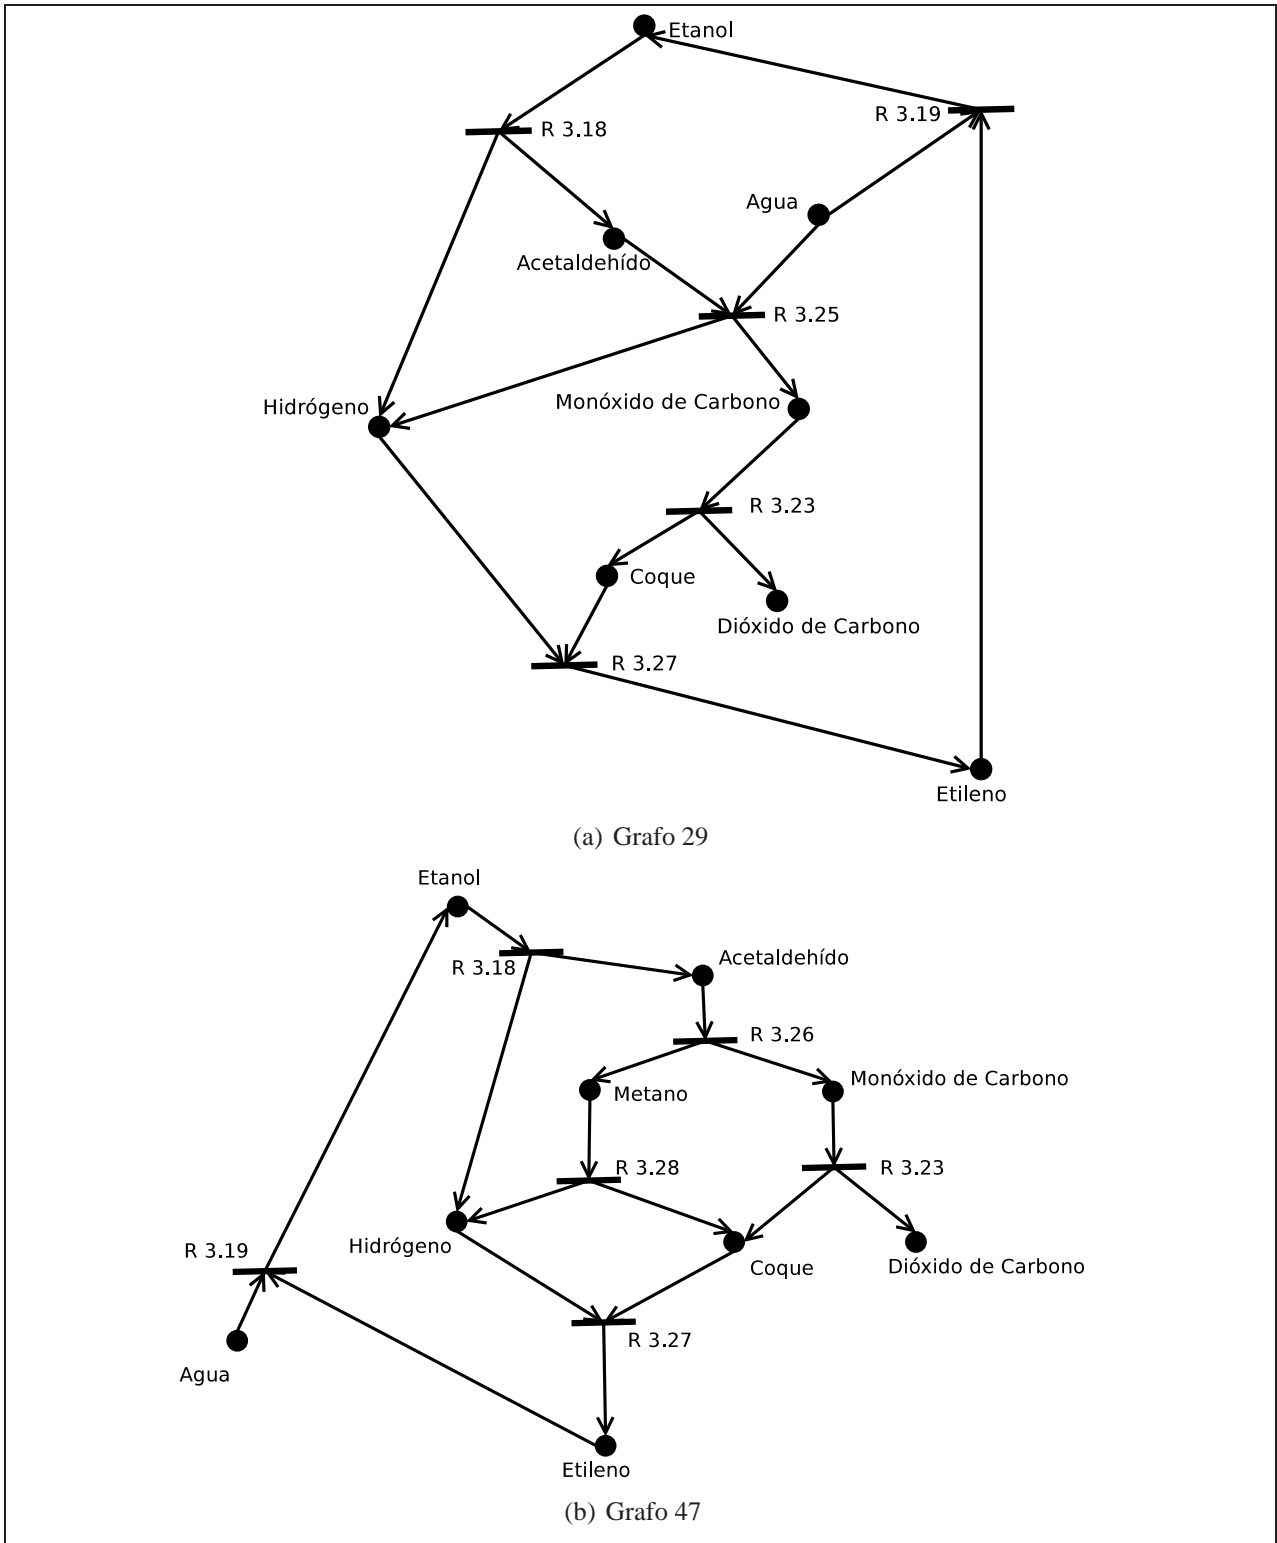 Etanol
R 3.19
R 3.18
Agua
Acetaldehído
R 3.25
Hidrógeno
Monóxido de Carbono
R 3.23
Coque
Dióxido de Carbono
R 3.27
Etileno
(a) Grafo 29
Etanol
Acetaldehído
R 3.18
R 3.26
Monóxido de Carbono
Metano
R 3.28
R 3.23
Hidrógeno
R 3.19
Coque
Dióxido de Carbono
R 3.27
Agua
Etileno
(b) Grafo 47